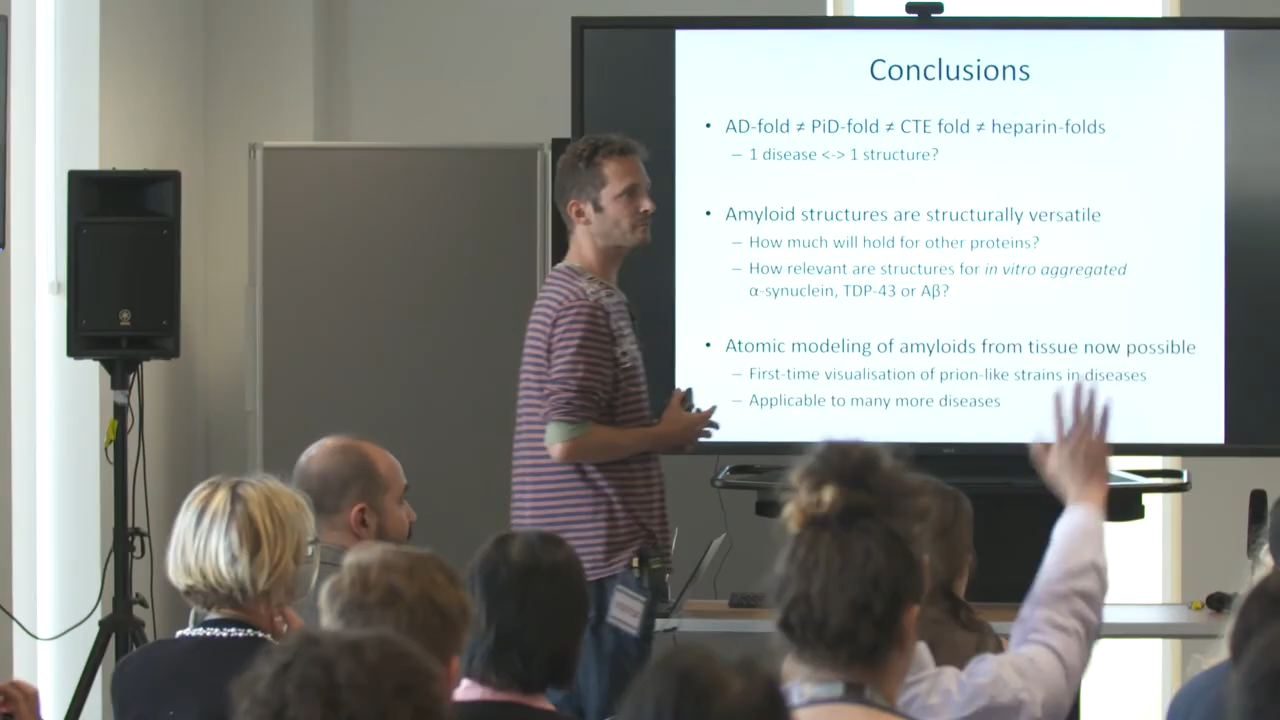 Conclusions
• AD-fold ≠ PiD-fold ≠ CTE fold ≠ heparin-folds
– 1 disease <-> 1 structure?
• Amyloid structures are structurally versatile
– How much will hold for other proteins?
– How relevant are structures for in vitro aggregated
α-synuclein, TDP-43 or Aβ?
• Atomic modeling of amyloids from tissue now possible
– First-time visualisation of prion-like strains in diseases
– Applicable to many more diseases